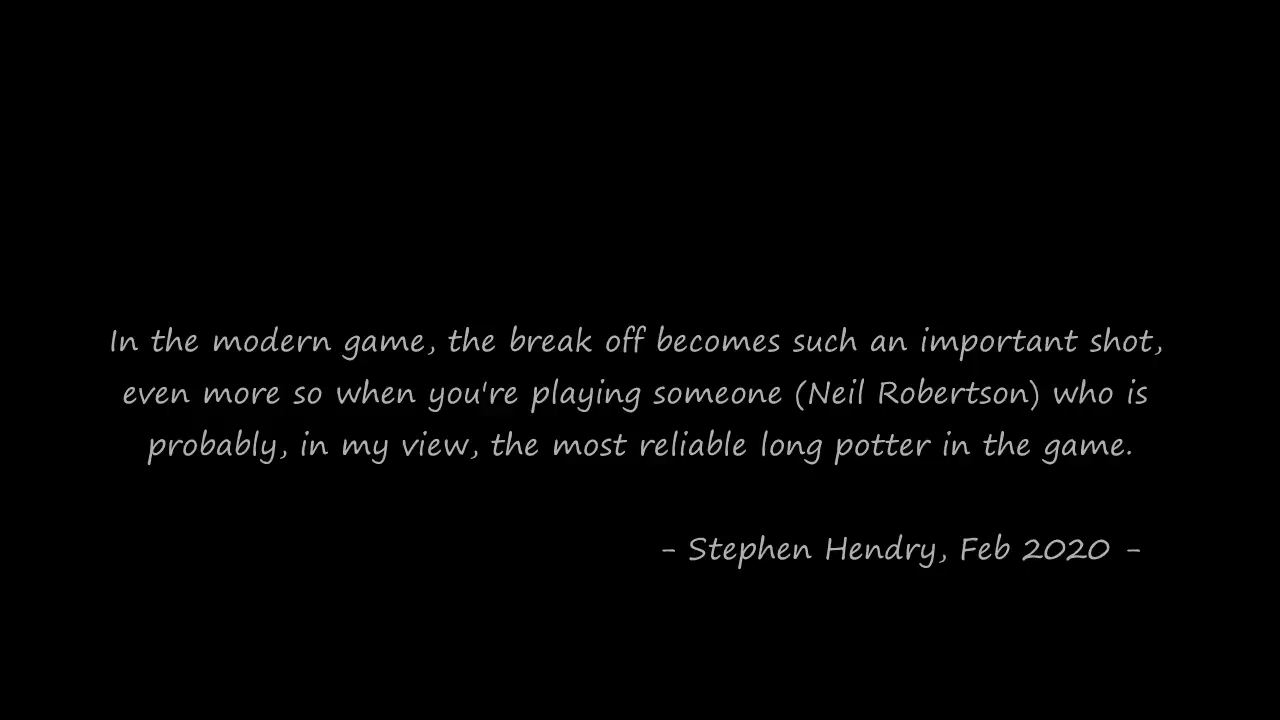 In the modern game, the break off becomes such an important shot,
even more so when you're playing someone (Neil Robertson) who is
probably, in my view, the most reliable long potter in the game.
- Stephen Hendry, Feb 2020 -